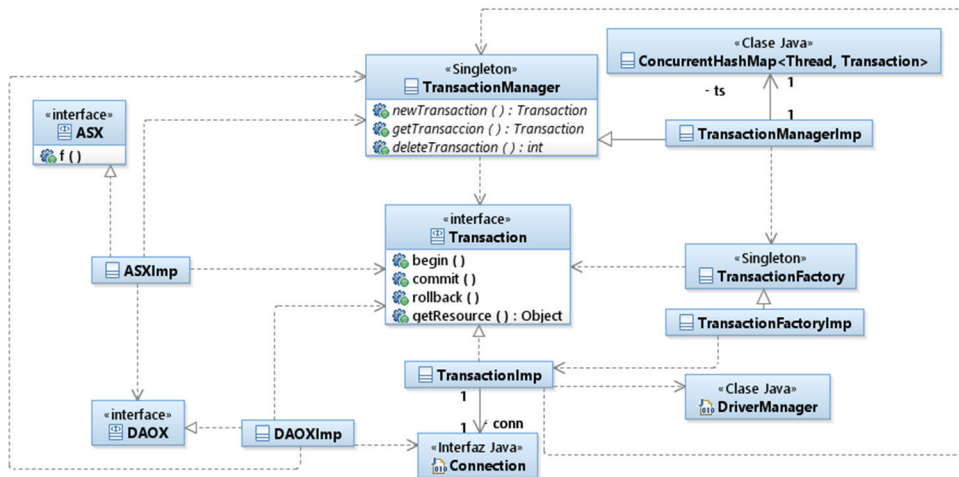 «Clase Java»
ConcurrentHashMap<Thread, Transaction>
«Singleton»
TransactionManager
newTransaction ( ) : Transaction
getTransaccion ( ) : Transaction
deleteTransaction ( ) : int
- ts
1
1
TransactionManagerImp
«interface»
ASX
f ( )
«interface»
Transaction
begin ( )
commit ( )
rollback ( )
getResource ( ) : Object
ASXImp
«Singleton»
TransactionFactory
TransactionFactoryImp
TransactionImp
1
1
- conn
«Clase Java»
DriverManager
«interface»
DAOX
DAOXImp
«Interfaz Java»
Connection